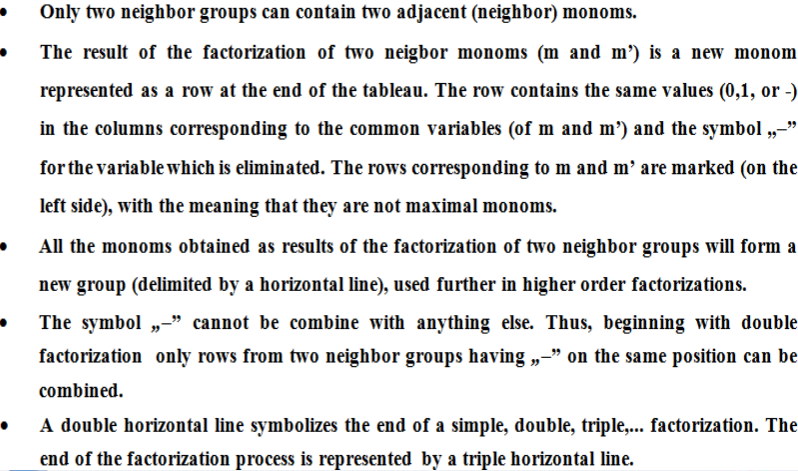 • Only two neighbor groups can contain two adjacent (neighbor) monoms.
• The result of the factorization of two neigbor monoms (m and m’) is a new monom
represented as a row at the end of the tableau. The row contains the same values (0,1, or -)
in the columns corresponding to the common variables (of m and m’) and the symbol „–”
for the variable which is eliminated. The rows corresponding to m and m’ are marked (on the
left side), with the meaning that they are not maximal monoms.
• All the monoms obtained as results of the factorization of two neighbor groups will form a
new group (delimited by a horizontal line), used further in higher order factorizations.
• The symbol „–” cannot be combine with anything else. Thus, beginning with double
factorization only rows from two neighbor groups having „–” on the same position can be
combined.
• A double horizontal line symbolizes the end of a simple, double, triple,... factorization. The
end of the factorization process is represented by a triple horizontal line.